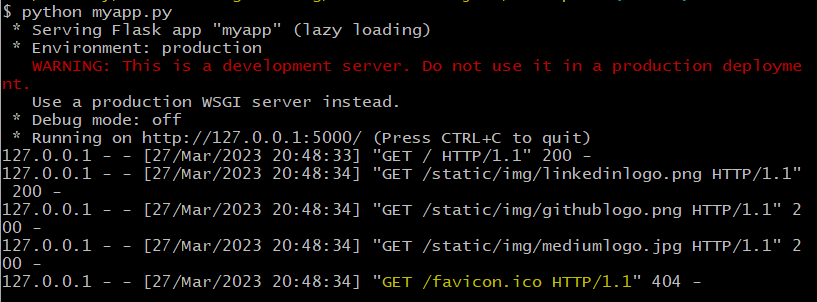 $ python myapp.py
 * Serving Flask app "myapp" (lazy loading)
 * Environment: production
   WARNING: This is a development server. Do not use it in a production deployme
nt.
   Use a production WSGI server instead.
 * Debug mode: off
 * Running on http://127.0.0.1:5000/ (Press CTRL+C to quit)
127.0.0.1 - - [27/Mar/2023 20:48:33] "GET / HTTP/1.1" 200 -
127.0.0.1 - - [27/Mar/2023 20:48:34] "GET /static/img/linkedinlogo.png HTTP/1.1"
 200 -
127.0.0.1 - - [27/Mar/2023 20:48:34] "GET /static/img/githublogo.png HTTP/1.1" 2
00 -
127.0.0.1 - - [27/Mar/2023 20:48:34] "GET /static/img/mediumlogo.jpg HTTP/1.1" 2
00 -
127.0.0.1 - - [27/Mar/2023 20:48:34] "GET /favicon.ico HTTP/1.1" 404 -